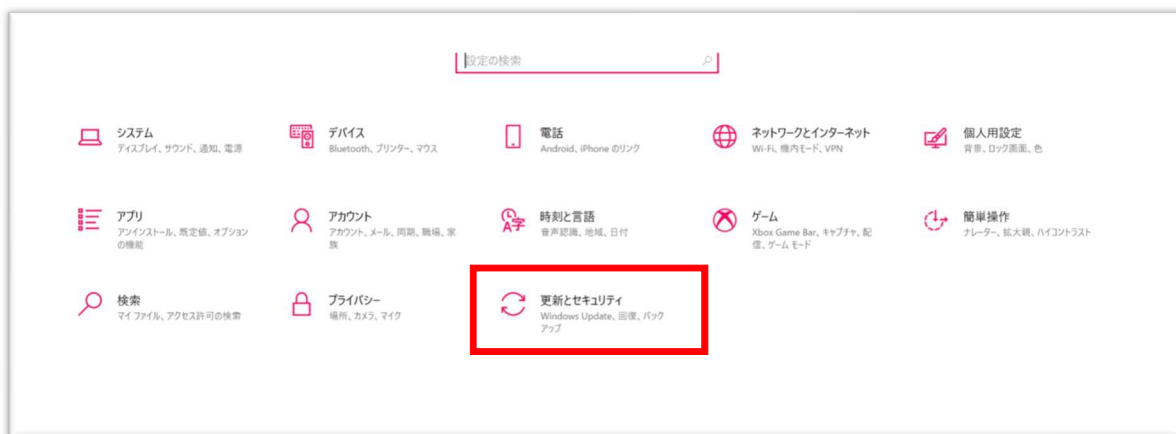 設定の検索
システム
ディスプレイ、サウンド、通知、電源
デバイス
Bluetooth、プリンター、マウス
電話
Android、iPhone のリンク
ネットワークとインターネット
Wi-Fi、機内モード、VPN
個人用設定
背景、ロック画面、色
アプリ
アンインストール、既定値、オプション
の機能
アカウント
アカウント、メール、同期、職場、家
族
時刻と言語
音声認識、地域、日付
ゲーム
Xbox Game Bar、キャプチャ、配
信、ゲーム モード
簡単操作
ナレーター、拡大鏡、ハイコントラスト
検索
マイ ファイル、アクセス許可の検索
プライバシー
場所、カメラ、マイク
更新とセキュリティ
Windows Update、回復、バック
アップ